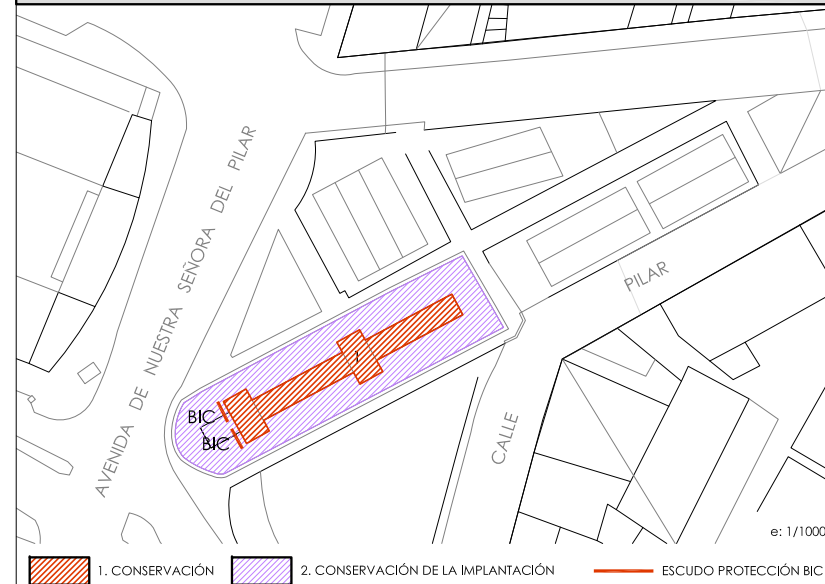 AVENIDA DE NUESTRA SEÑORA DEL PILAR
PILAR
1
BIC
BIC
CALLE
e: 1/1000
1. CONSERVACIÓN
2. CONSERVACIÓN DE LA IMPLANTACIÓN
ESCUDO PROTECCIÓN BIC